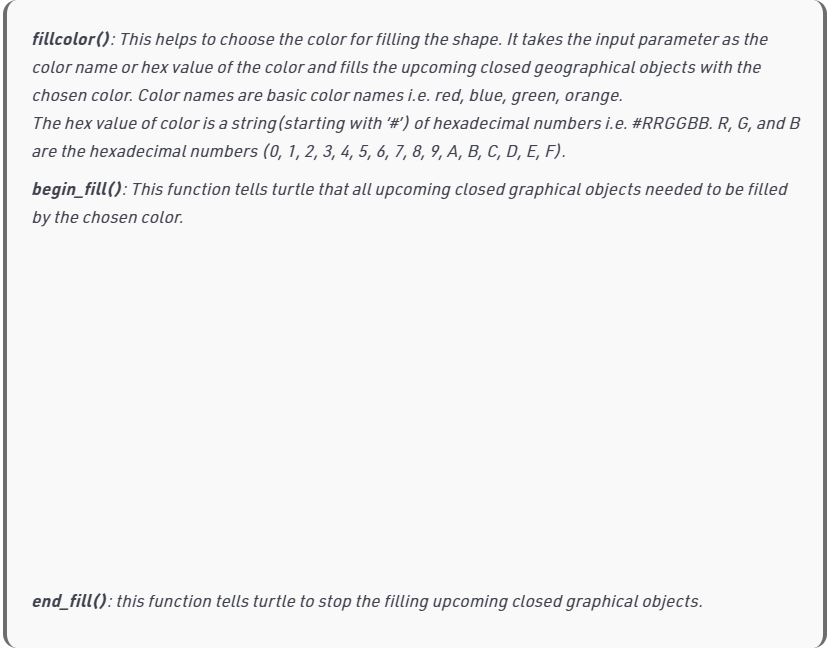 fillcolor(): This helps to choose the color for filling the shape. It takes the input parameter as the
color name or hex value of the color and fills the upcoming closed geographical objects with the
chosen color. Color names are basic color names i.e. red, blue, green, orange.
The hex value of color is a string(starting with ‘#’) of hexadecimal numbers i.e. #RRGGBB. R, G, and B
are the hexadecimal numbers (0, 1, 2, 3, 4, 5, 6, 7, 8, 9, A, B, C, D, E, F).
begin_fill(): This function tells turtle that all upcoming closed graphical objects needed to be filled
by the chosen color.
end_fill(): this function tells turtle to stop the filling upcoming closed graphical objects.